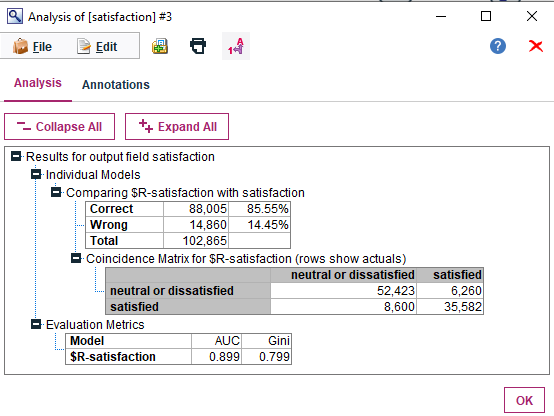 Analysis of [satisfaction] #3
File Edit
Analysis Annotations
Collapse All Expand All
Results for output field satisfaction
Individual Models
Comparing $R-satisfaction with satisfaction
Correct 88,005 85.55%
Wrong 14,860 14.45%
Total 102,865
Coincidence Matrix for $R-satisfaction (rows show actuals)
neutral or dissatisfied satisfied
neutral or dissatisfied 52,423 6,260
satisfied 8,600 35,582
Evaluation Metrics
Model AUC Gini
$R-satisfaction 0.899 0.799
OK